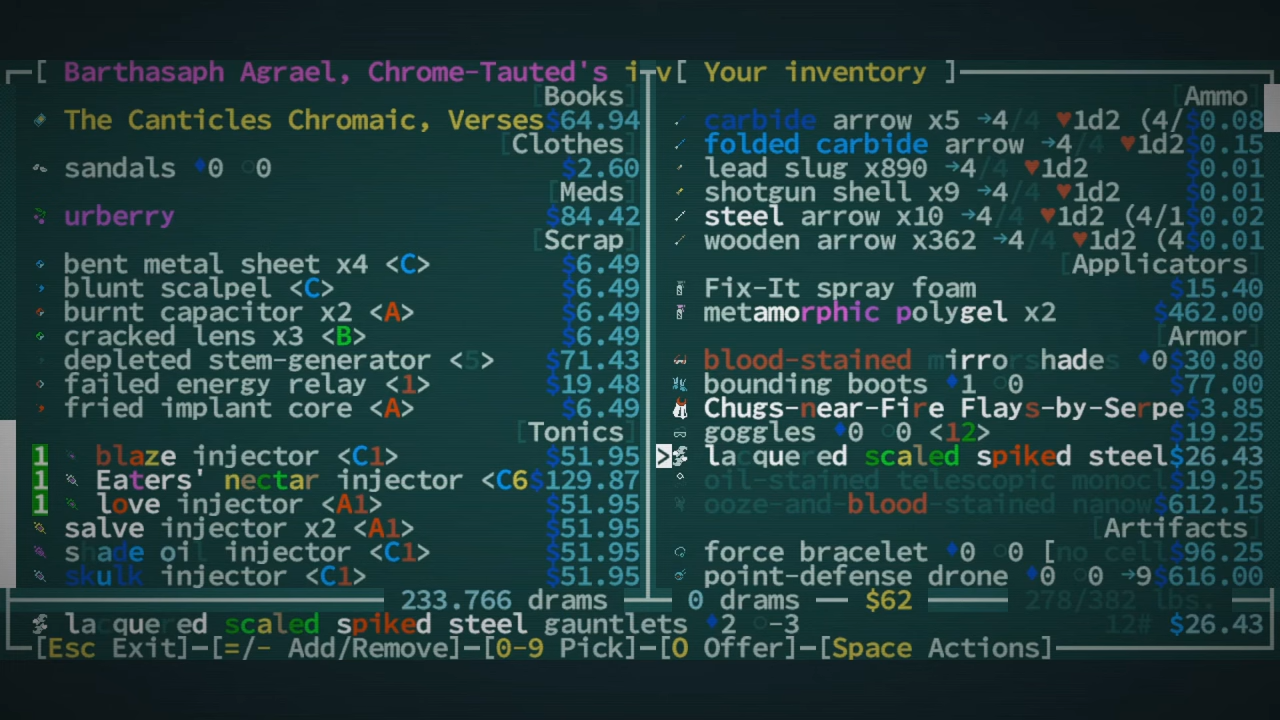 [ Barthasaph Agrael, Chrome-Tauted's inv
[Books]
The Canticles Chromaic, Verses $64.94
[Clothes]
sandals ♦0 ○0 $2.60
[Meds]
urberry $84.42
[Scrap]
bent metal sheet x4 <C> $6.49
blunt scalpel <C> $6.49
burnt capacitor x2 <A> $6.49
cracked lens x3 <B> $6.49
depleted stem-generator <5> $71.43
failed energy relay <1> $19.48
fried implant core <A> $6.49
[Tonics]
1 blaze injector <C1> $51.95
1 Eaters' nectar injector <C6 $129.87
1 love injector <A1> $51.95
salve injector x2 <A1> $51.95
shade oil injector <C1> $51.95
skulk injector <C1> $51.95
233.766 drams
[ Your inventory ]
[Ammo]
carbide arrow x5 →4/4 ♥1d2 (4/ $0.08
folded carbide arrow →4/4 ♥1d2 $0.15
lead slug x890 →4/4 ♥1d2 $0.01
shotgun shell x9 →4/4 ♥1d2 $0.01
steel arrow x10 →4/4 ♥1d2 (4/1 $0.02
wooden arrow x362 →4/4 ♥1d2 (4 $0.01
[Applicators]
Fix-It spray foam $15.40
metamorphic polygel x2 $462.00
[Armor]
blood-stained mirrorshades ♦0 $30.80
bounding boots ♦1 ○0 $77.00
Chugs-near-Fire Flays-by-Serpe $3.85
goggles ♦0 ○0 <12> $19.25
> lacquered scaled spiked steel $26.43
oil-stained telescopic monocl $19.25
ooze-and-blood-stained nanow $612.15
[Artifacts]
force bracelet ♦0 ○0 [no cell $96.25
point-defense drone ♦0 ○0 →9 $616.00
0 drams — $62 278/382 lbs.
lacquered scaled spiked steel gauntlets ♦2 ○-3 12# $26.43
[Esc Exit]-[=/- Add/Remove]-[0-9 Pick]-[O Offer]-[Space Actions]